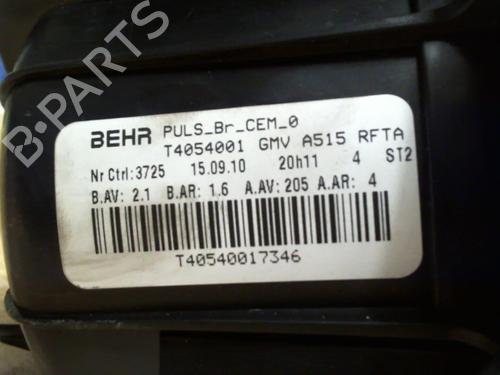 B-PARTS
BEHR PULS_Br_CEM_0
T4054001 GMV A515 RFTA
Nr Ctrl:3725 15.09.10 20h11 4 ST2
B.AV: 2.1 B.AR: 1.6 A.AV: 205 A.AR: 4
T40540017346